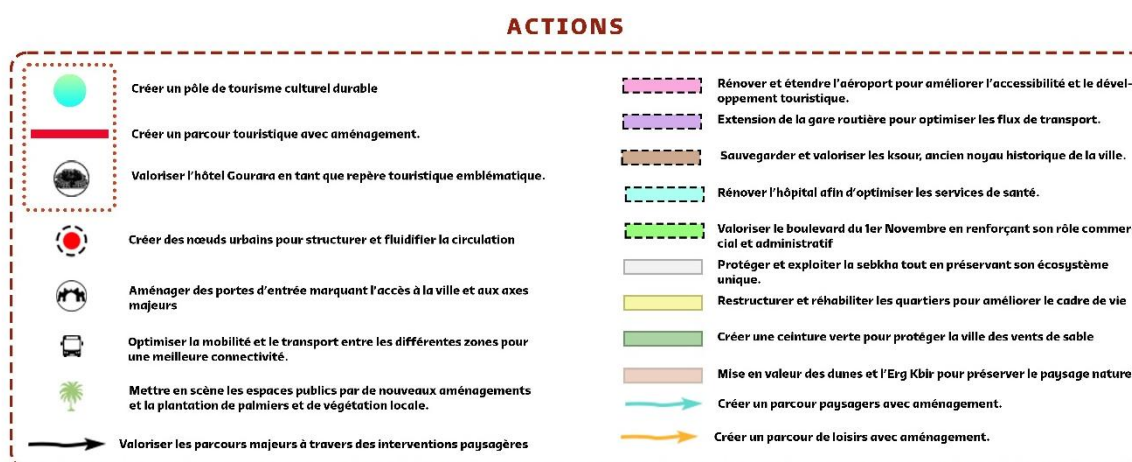 ACTIONS
Créer un pôle de tourisme culturel durable
Créer un parcour touristique avec aménagement.
Valoriser l'hôtel Gourara en tant que repère touristique emblématique.
Créer des nœuds urbains pour structurer et fluidifier la circulation
Aménager des portes d'entrée marquant l'accès à la ville et aux axes
majeurs
Optimiser la mobilité et le transport entre les différentes zones pour
une meilleure connectivité.
Mettre en scène les espaces publics par de nouveaux aménagements
et la plantation de palmiers et de végétation locale.
Valoriser les parcours majeurs à travers des interventions paysagères
Rénover et étendre l'aéroport pour améliorer l'accessibilité et le dével-
oppement touristique.
Extension de la gare routière pour optimiser les flux de transport.
Sauvegarder et valoriser les ksour, ancien noyau historique de la ville.
Rénover l'hôpital afin d'optimiser les services de santé.
Valoriser le boulevard du 1er Novembre en renforçant son rôle commer
cial et administratif
Protéger et exploiter la sebkha tout en préservant son écosystème
unique.
Restructurer et réhabiliter les quartiers pour améliorer le cadre de vie
Créer une ceinture verte pour protéger la ville des vents de sable
Mise en valeur des dunes et l'Erg Kbir pour préserver le paysage nature
Créer un parcour paysagers avec aménagement.
Créer un parcour de loisirs avec aménagement.